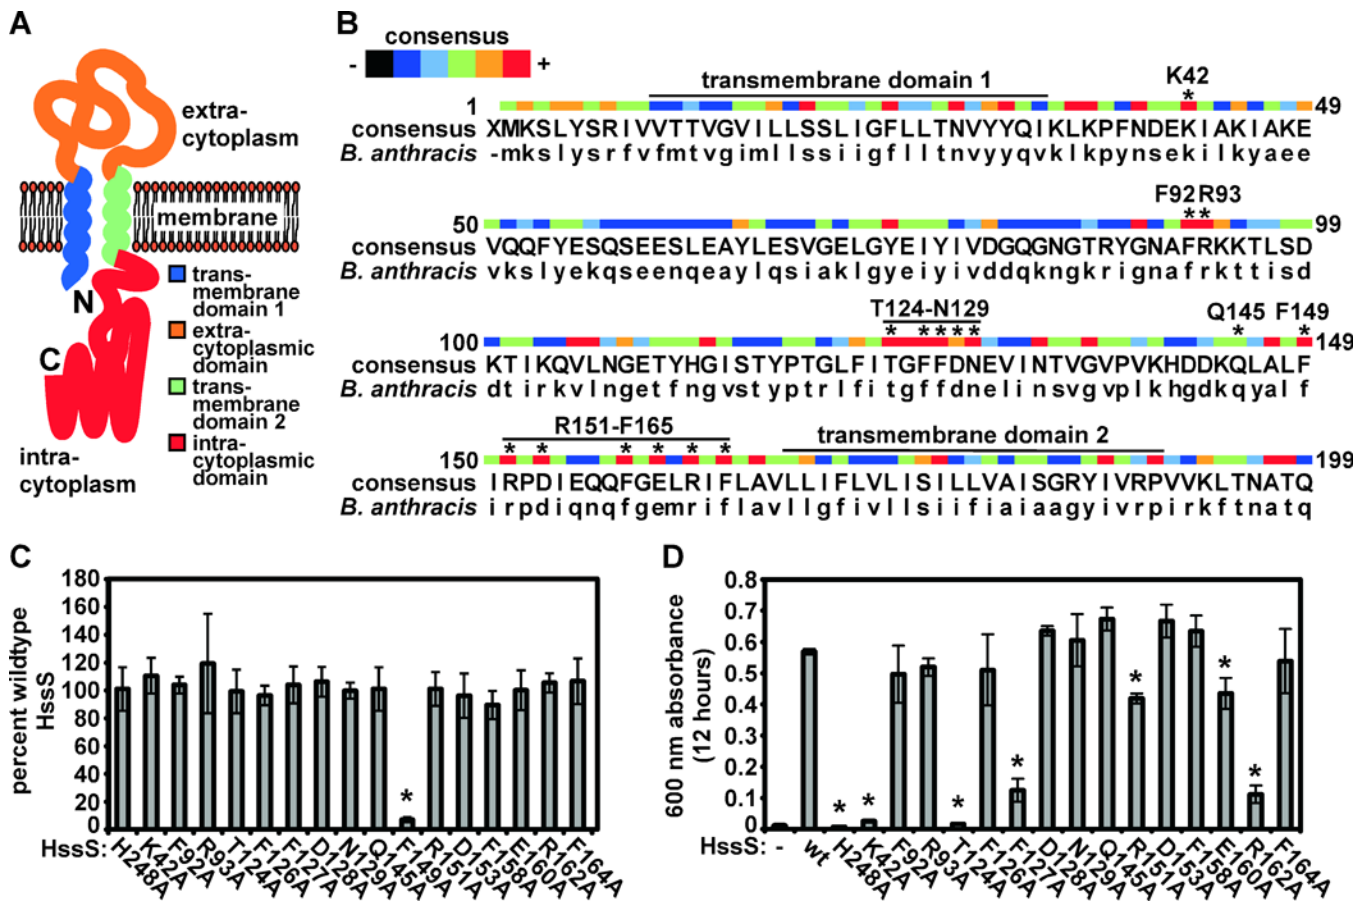 A
extra-
cytoplasm
membrane
N
C
intra-
cytoplasm
trans-
membrane
domain 1
extra-
cytoplasmic
domain
trans-
membrane
domain 2
intra-
cytoplasmic
domain
B
consensus
- +
transmembrane domain 1
K42
*
1 49
consensus XMKSLYSRIVVTTVGVILLSSLIGFLLTNVYYQIKLKPFNDEKIAKIAKE
B. anthracis -mkslysrfvfmtvgimllssiigflltnvyyqvklkpynsekilkyaee
F92 R93
**
50 99
consensus VQQFYESQSEESLEAYLESVGELGYEIYIVDGQGNGTRYGNAFRKKTLSD
B. anthracis vkslyekqseenqeaylqsiaklgyeiyivddqkngkrignafrkttisd
T124-N129 Q145 F149
* **** * *
100 149
consensus KTIKQVLNGETYHGISTYPTGLFITGFFDNEVINTVGVPVKHDDKQLALF
B. anthracis dtirkvlngetfngvstyptrlfitgffdnelinsvgvplkhgdkqyalf
R151-F165
* * * * * *
transmembrane domain 2
150 199
consensus IRPDIEQQFGELRIFLAVLLIFLVLISILLVAISGRYIVRPVVKLTNATQ
B. anthracis irpdiqnqfgemriflavllgfivllsiifiaiaagyivrpirkftnatq
C
percent wildtype
HssS
180
160
140
120
100
80
60
40
20
0
*
HssS: H248A K42A F92A R93A T124A F126A F127A D128A N129A Q145A F149A R151A D153A F158A E160A R162A F164A
D
600 nm absorbance
(12 hours)
0.8
0.7
0.6
0.5
0.4
0.3
0.2
0.1
0
* * * * * * *
HssS: - wt H248A K42A F92A R93A T124A F126A F127A D128A N129A Q145A R151A D153A F158A E160A R162A F164A